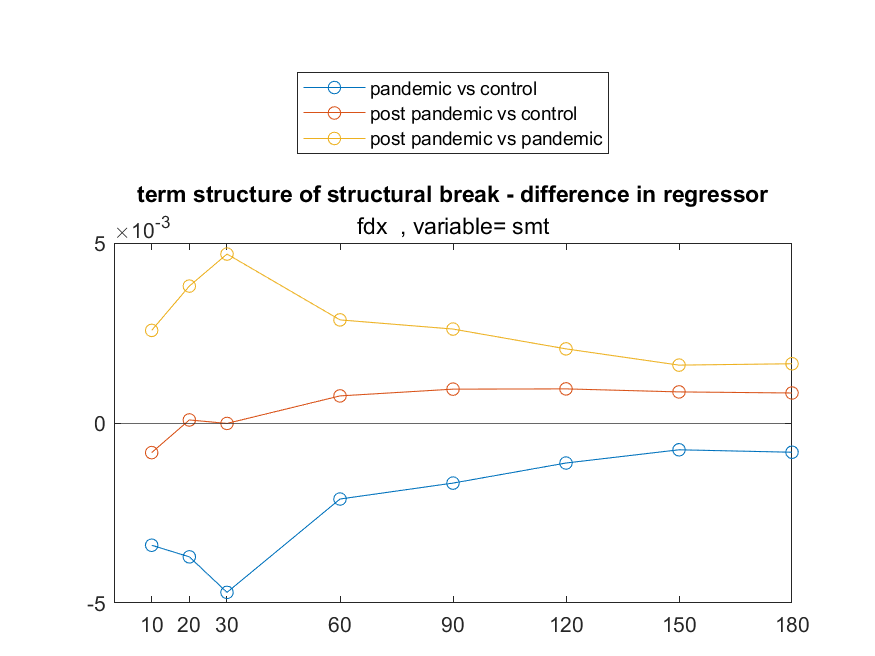 pandemic vs control
post pandemic vs control
post pandemic vs pandemic
term structure of structural break - difference in regressor
fdx , variable= smt
×10-3
5
0
-5
10 20 30 60 90 120 150 180